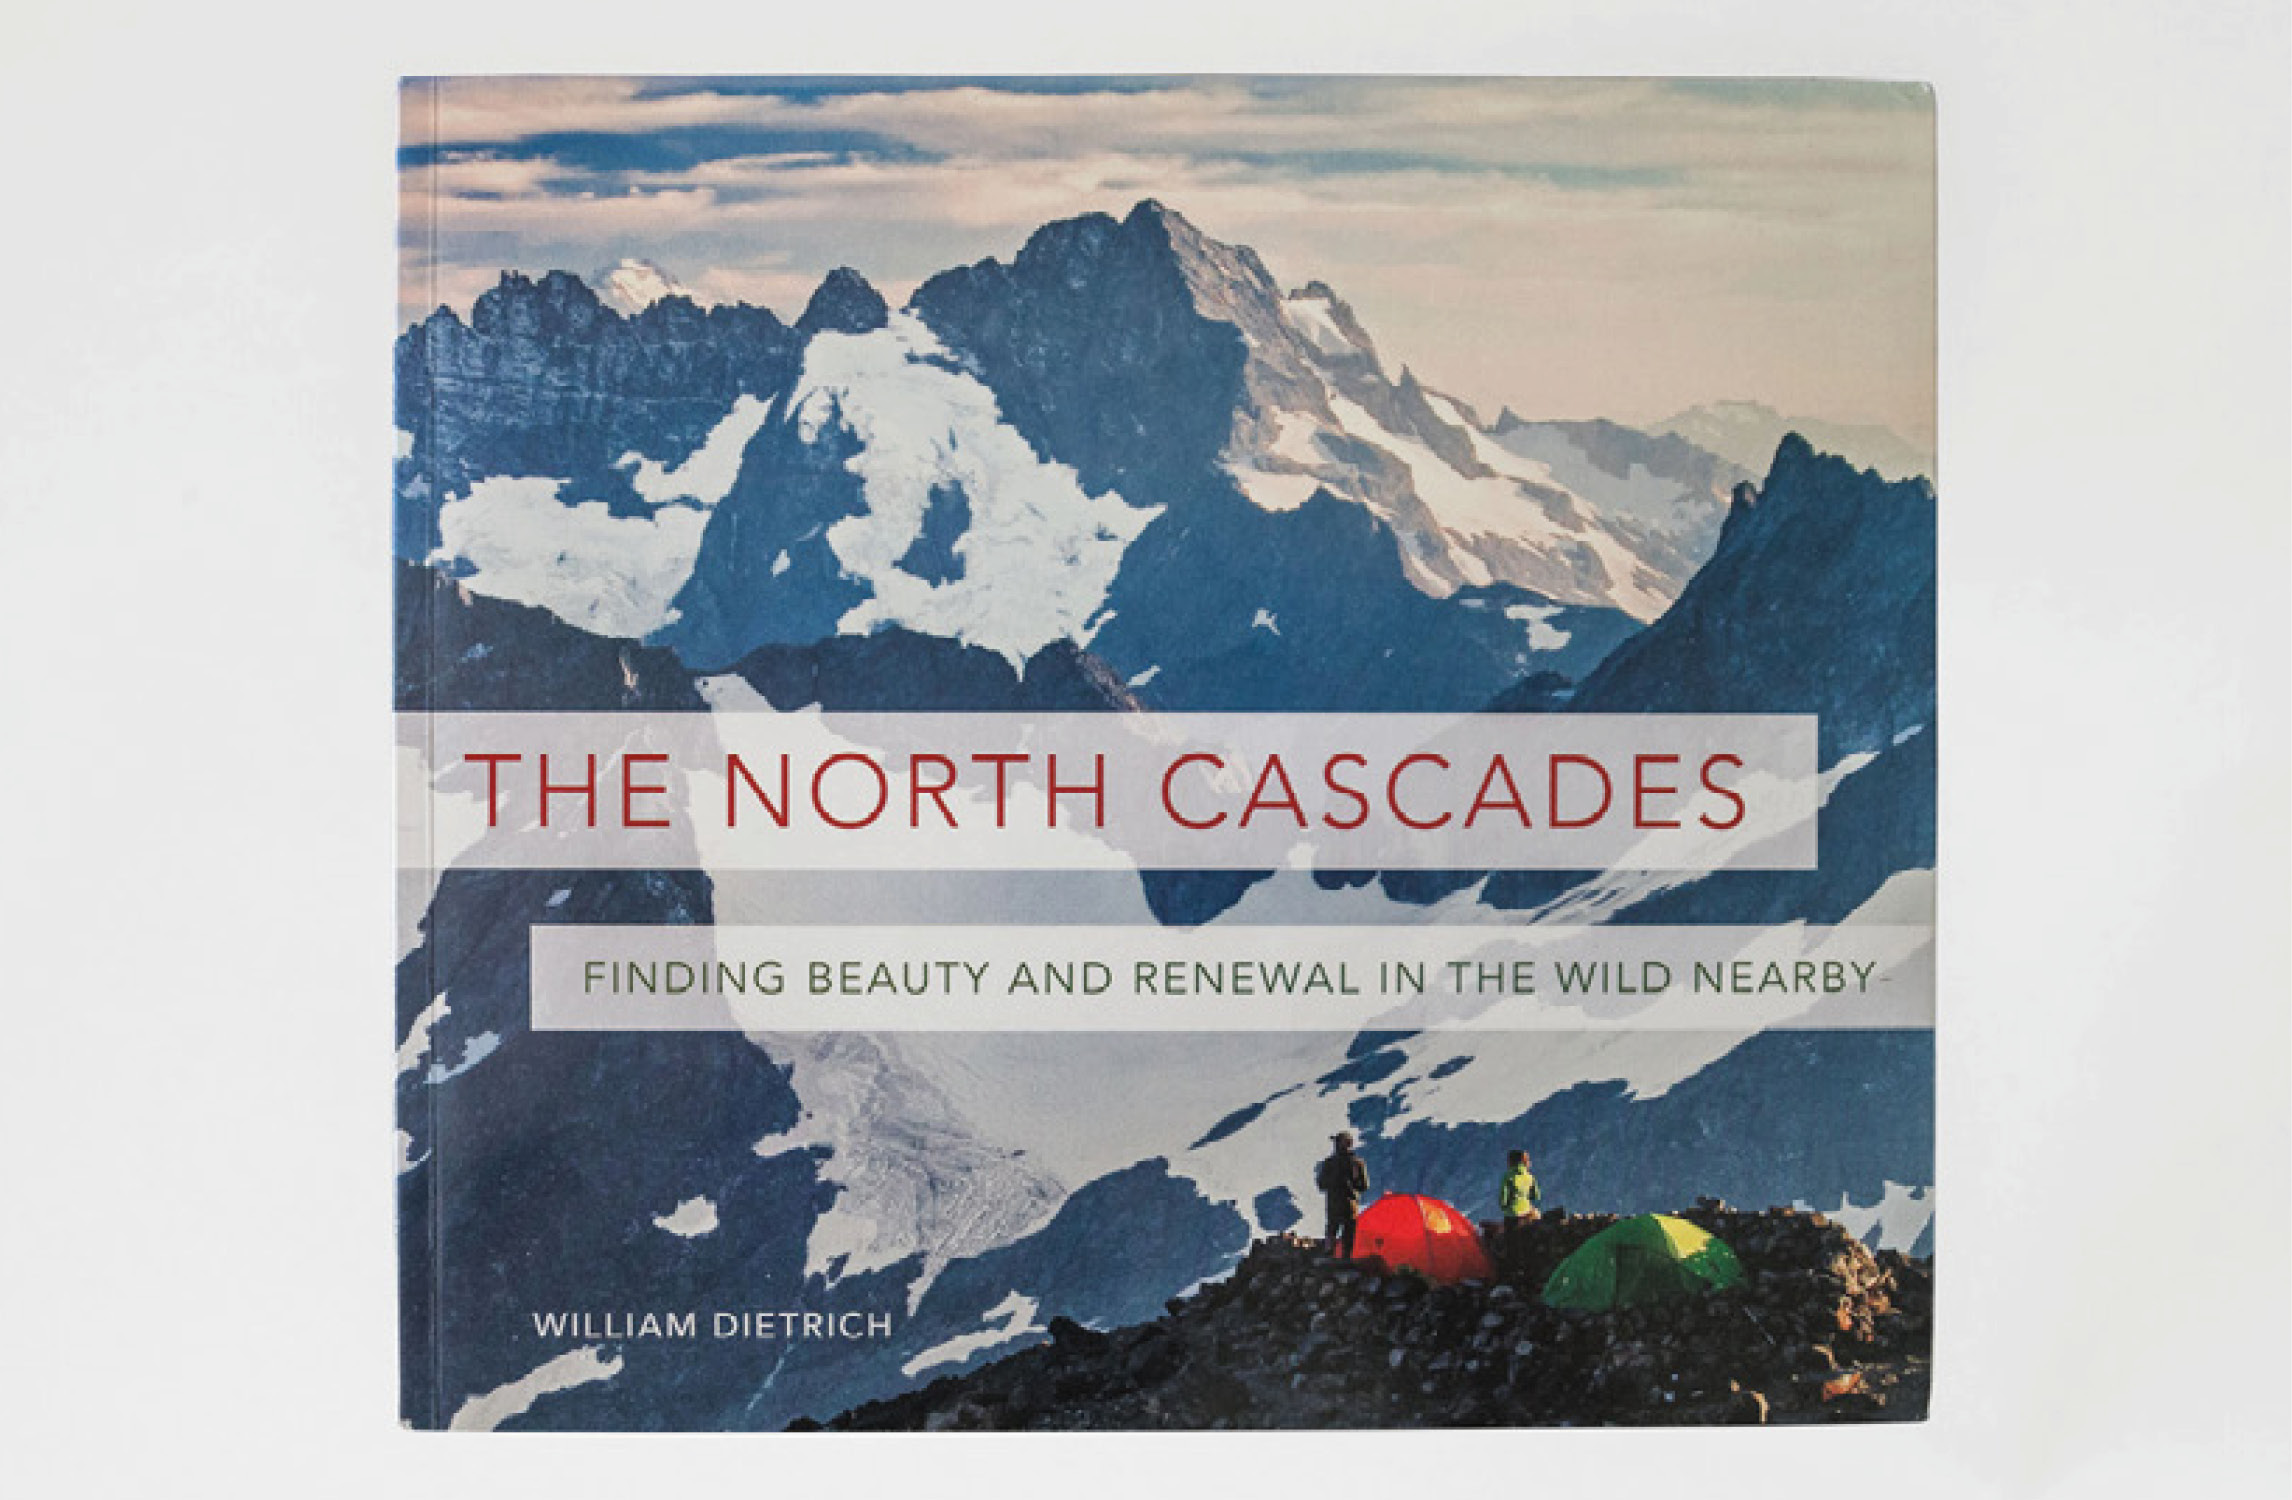 THE NORTH CASCADES
FINDING BEAUTY AND RENEWAL IN THE WILD NEARBY
WILLIAM DIETRICH